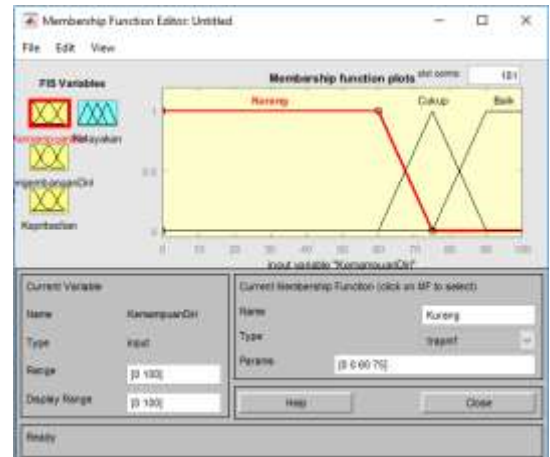 Membership Function Editor: Untitled
File Edit View
FIS Variables
Membership function plots plot points: 181
KemampuanDiri Kelayakan
Kurang Cukup Baik
1
0.5
0
PengembanganDiri
Kepribadian
0 10 20 30 40 50 60 70 80 90 100
input variable "KemampuanDiri"
Current Variable
Name KemampuanDiri
Type input
Range [0 100]
Display Range [0 100]
Current Membership Function (click on MF to select)
Name Kurang
Type trapmf
Params [0 0 60 75]
Help Close
Ready